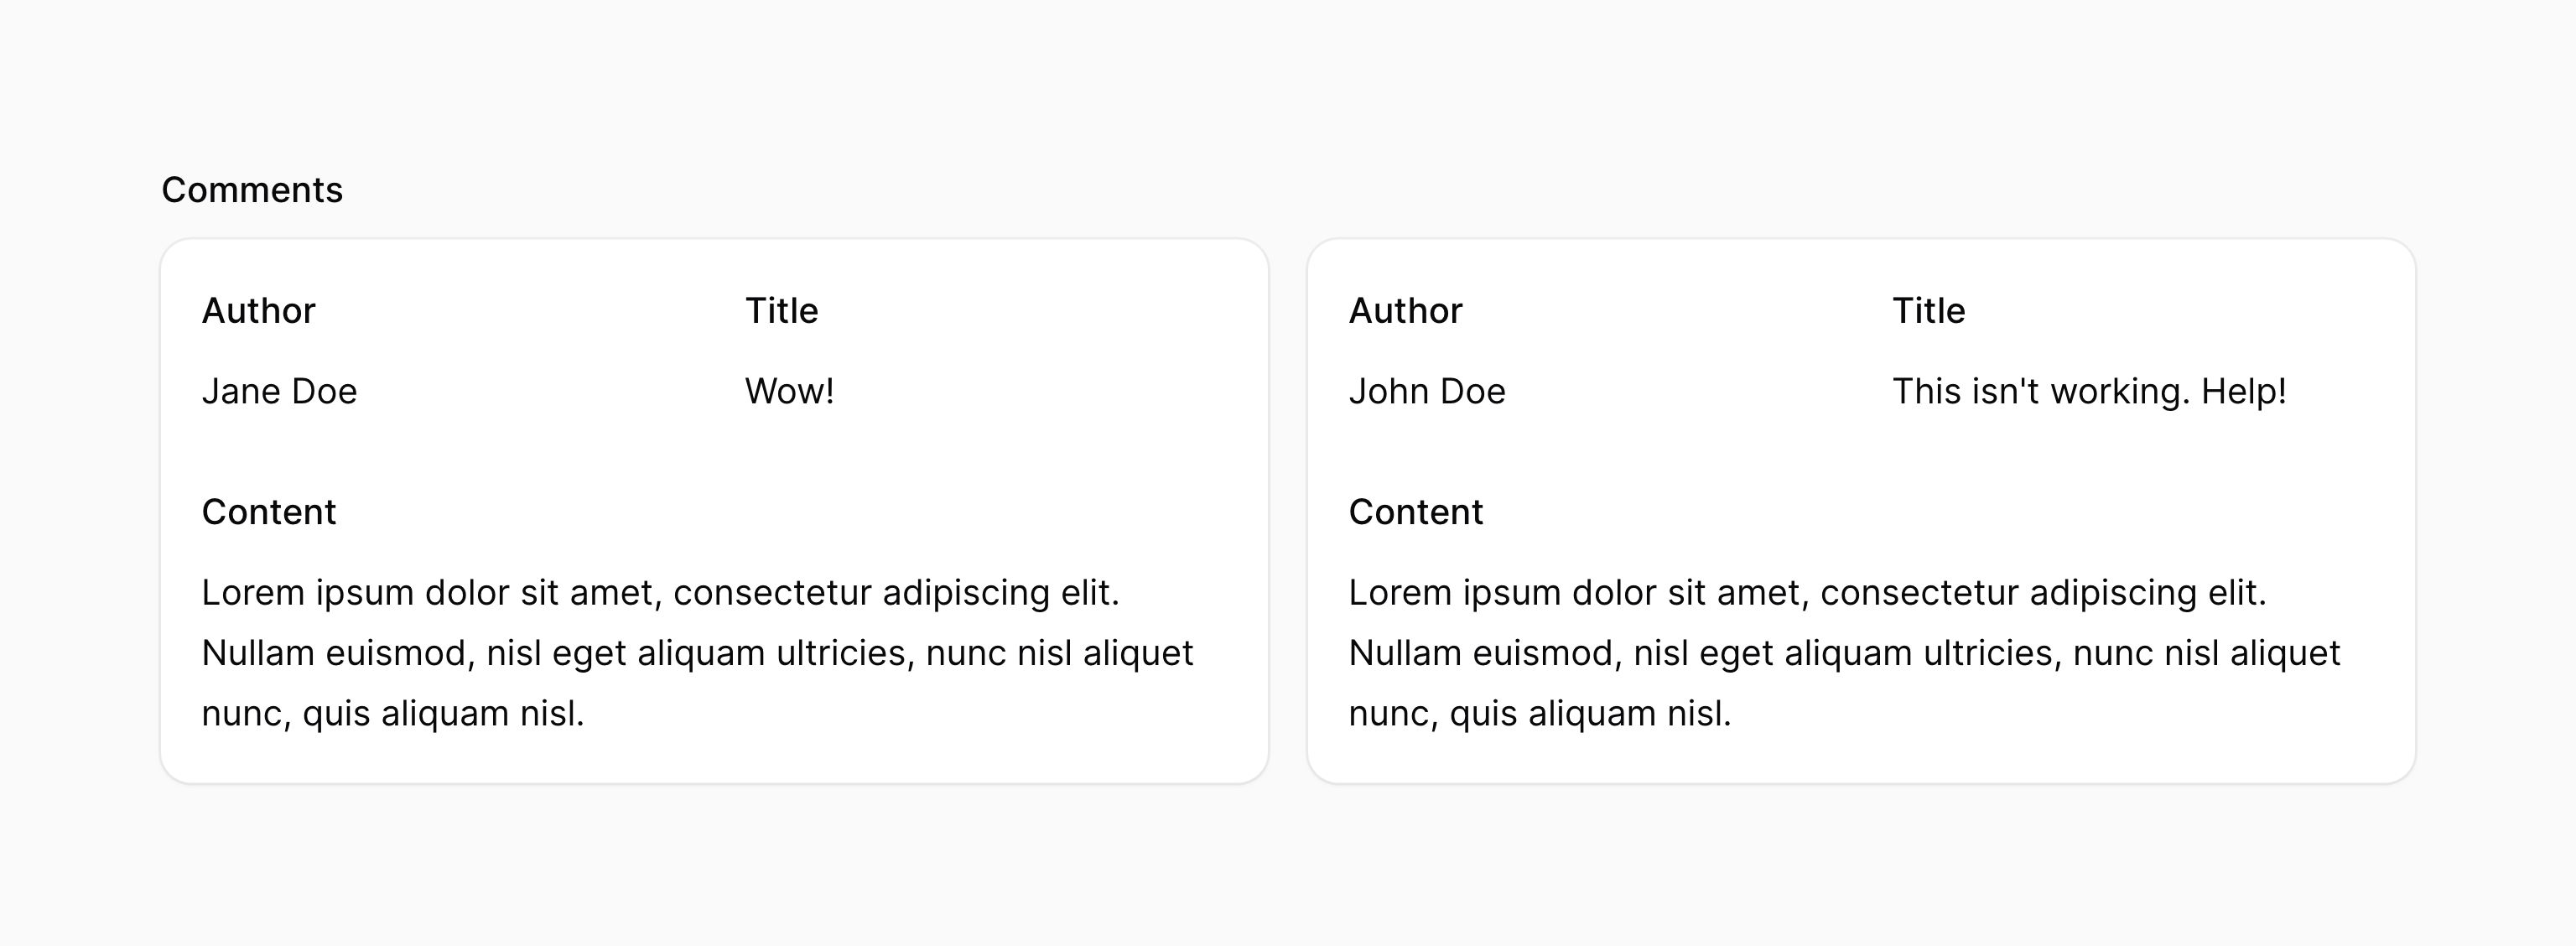 Comments
Author
Title
Jane Doe
Wow!
Content
Lorem ipsum dolor sit amet, consectetur adipiscing elit.
Nullam euismod, nisl eget aliquam ultricies, nunc nisl aliquet
nunc, quis aliquam nisl.
Author
Title
John Doe
This isn't working. Help!
Content
Lorem ipsum dolor sit amet, consectetur adipiscing elit.
Nullam euismod, nisl eget aliquam ultricies, nunc nisl aliquet
nunc, quis aliquam nisl.